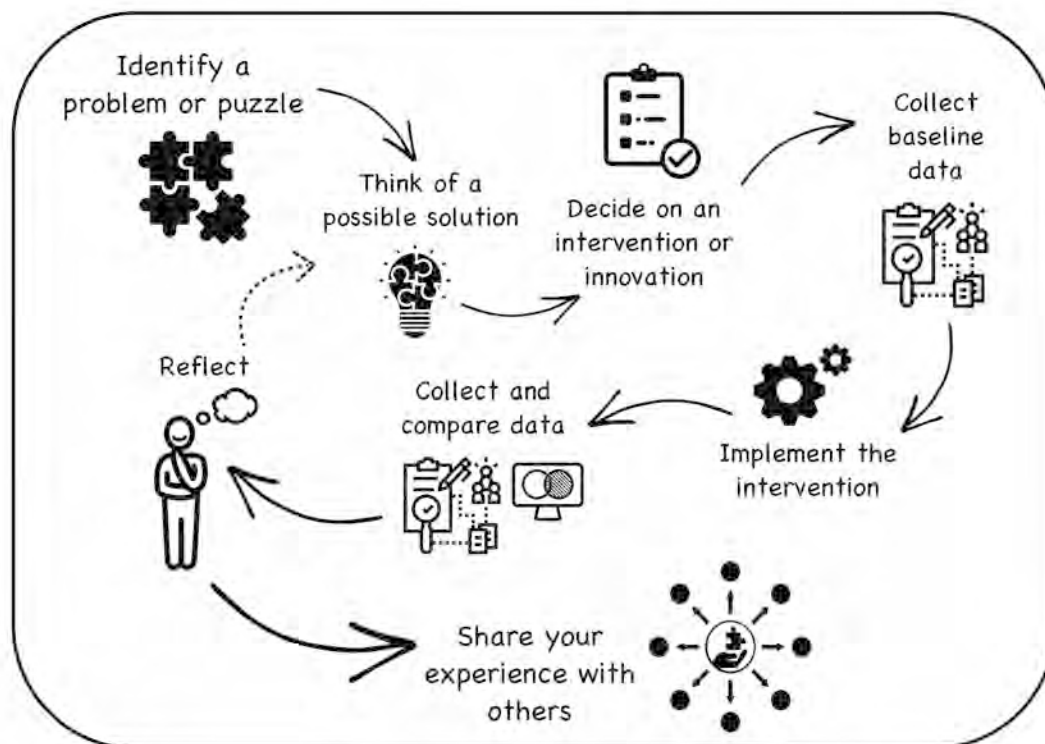 Identify a
problem or puzzle
Think of a
possible solution
Decide on an
intervention or
innovation
Collect
baseline
data
Implement the
intervention
Collect and
compare data
Reflect
Share your
experience with
others